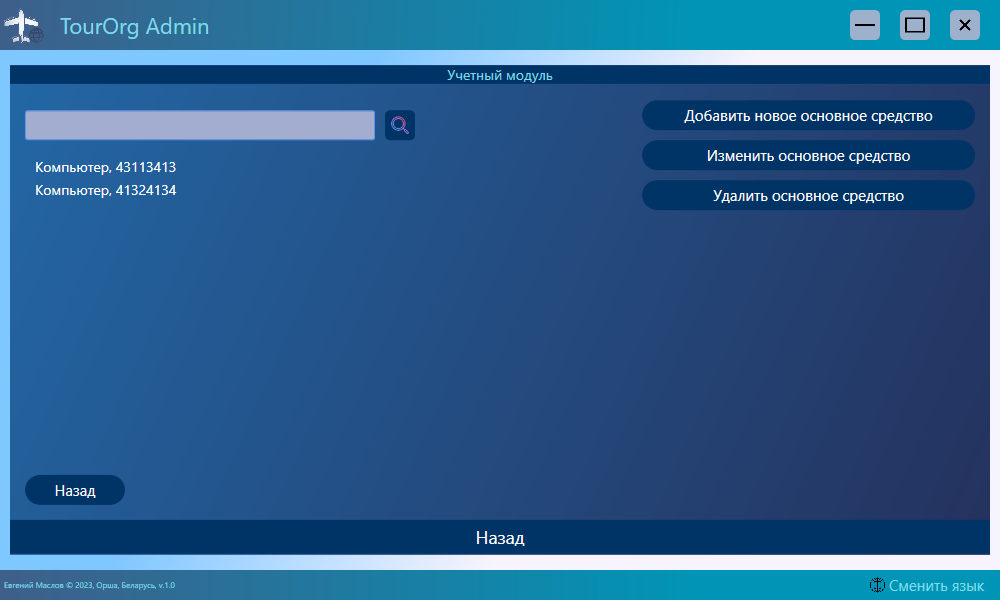 TourOrg Admin
Учетный модуль
Добавить новое основное средство
Изменить основное средство
Удалить основное средство
Компьютер, 43113413
Компьютер, 41324134
Назад
Назад
Евгений Маслов © 2023, Орша, Беларусь, v.1.0
Сменить язык